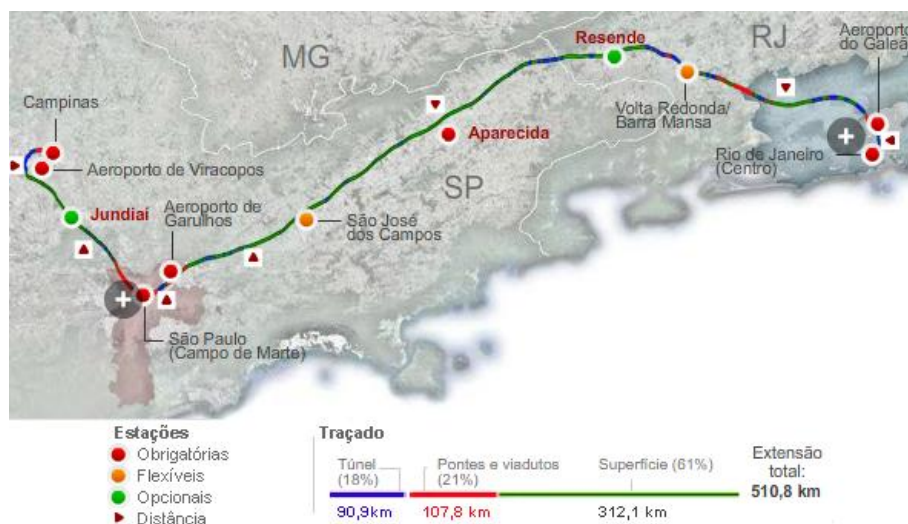 MG
RJ
SP
Resende
Aeroporto
do Galeã
Campinas
Volta Redonda/
Barra Mansa
Aparecida
Aeroporto de Viracopos
Rio de Janeiro
(Centro)
Jundiaí
Aeroporto de
Garulhos
São José
dos Campos
São Paulo
(Campo de Marte)
Estações
Obrigatórias
Flexíveis
Opcionais
Distância
Traçado
Túnel
(18%)
Pontes e viadutos
(21%)
Superfície (61%)
90,9km
107,8 km
312,1 km
Extensão
total:
510,8 km